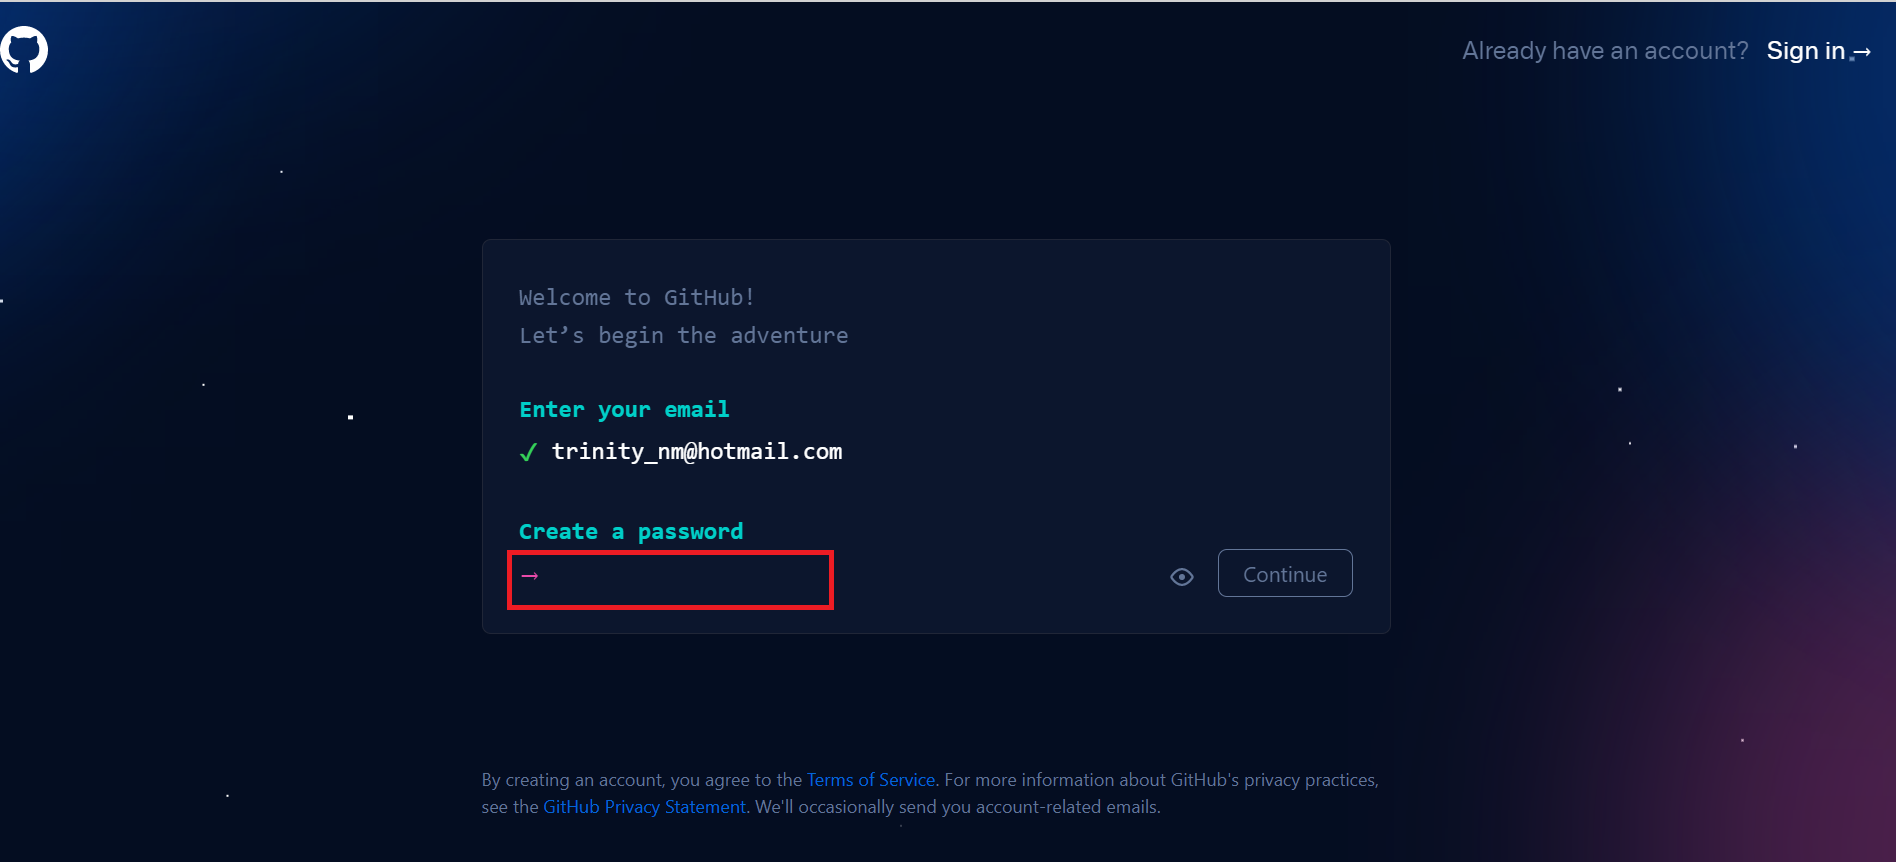 Already have an account? Sign in →
Welcome to GitHub!
Let’s begin the adventure
Enter your email
✓ trinity_nm@hotmail.com
Create a password
→
Continue
By creating an account, you agree to the Terms of Service. For more information about GitHub's privacy practices,
see the GitHub Privacy Statement. We'll occasionally send you account-related emails.